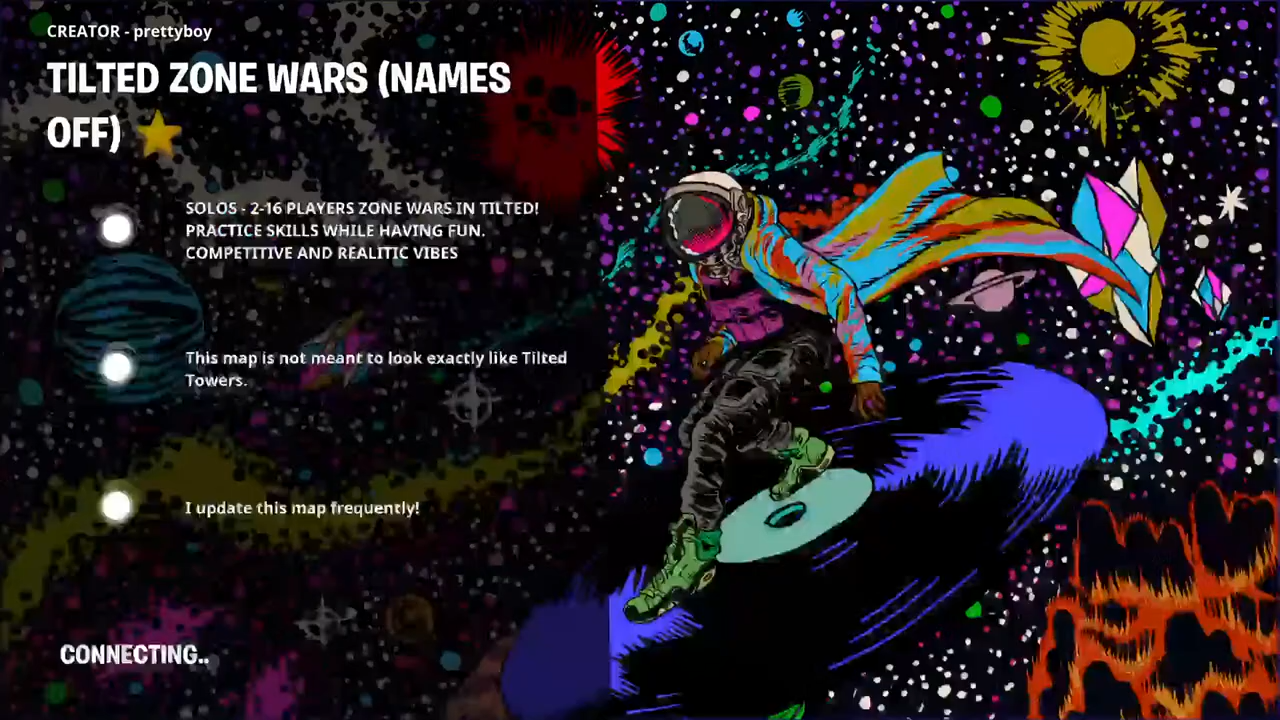 CREATOR - prettyboy
TILTED ZONE WARS (NAMES
OFF) ⭐
SOLOS - 2-16 PLAYERS ZONE WARS IN TILTED!
PRACTICE SKILLS WHILE HAVING FUN.
COMPETITIVE AND REALITIC VIBES
This map is not meant to look exactly like Tilted
Towers.
I update this map frequently!
CONNECTING..